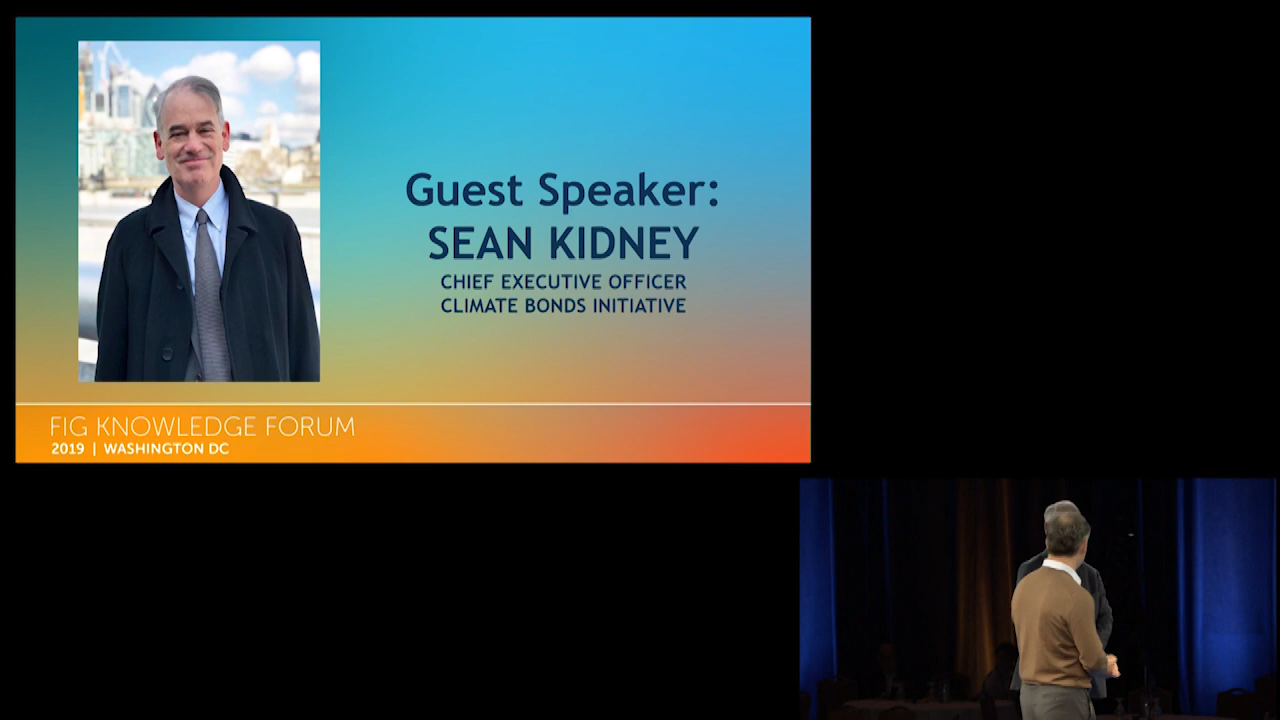 Guest Speaker:
SEAN KIDNEY
CHIEF EXECUTIVE OFFICER
CLIMATE BONDS INITIATIVE
FIG KNOWLEDGE FORUM
2019 | WASHINGTON DC